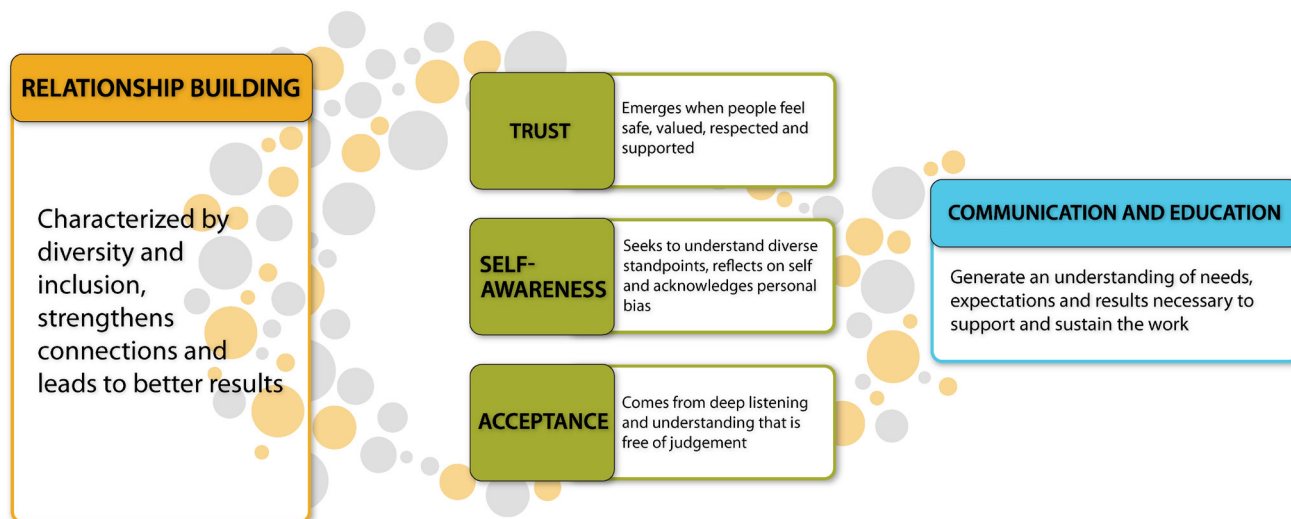 RELATIONSHIP BUILDING
Characterized by
diversity and
inclusion,
strengthens
connections and
leads to better results
TRUST
Emerges when people feel
safe, valued, respected and
supported
SELF-
AWARENESS
Seeks to understand diverse
standpoints, reflects on self
and acknowledges personal
bias
ACCEPTANCE
Comes from deep listening
and understanding that is
free of judgement
COMMUNICATION AND EDUCATION
Generate an understanding of needs,
expectations and results necessary to
support and sustain the work